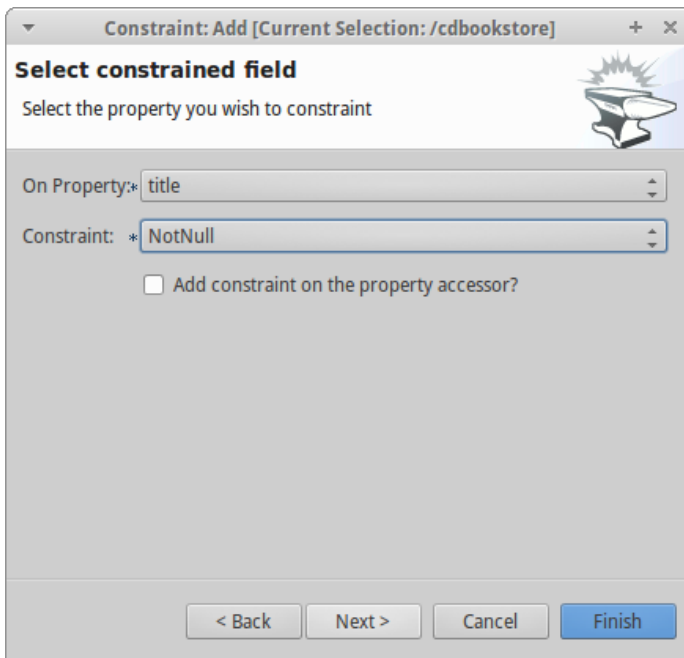 Constraint: Add [Current Selection: /cdbookstore]
Select constrained field
Select the property you wish to constraint
On Property:* title
Constraint: * NotNull
Add constraint on the property accessor?
< Back Next > Cancel Finish